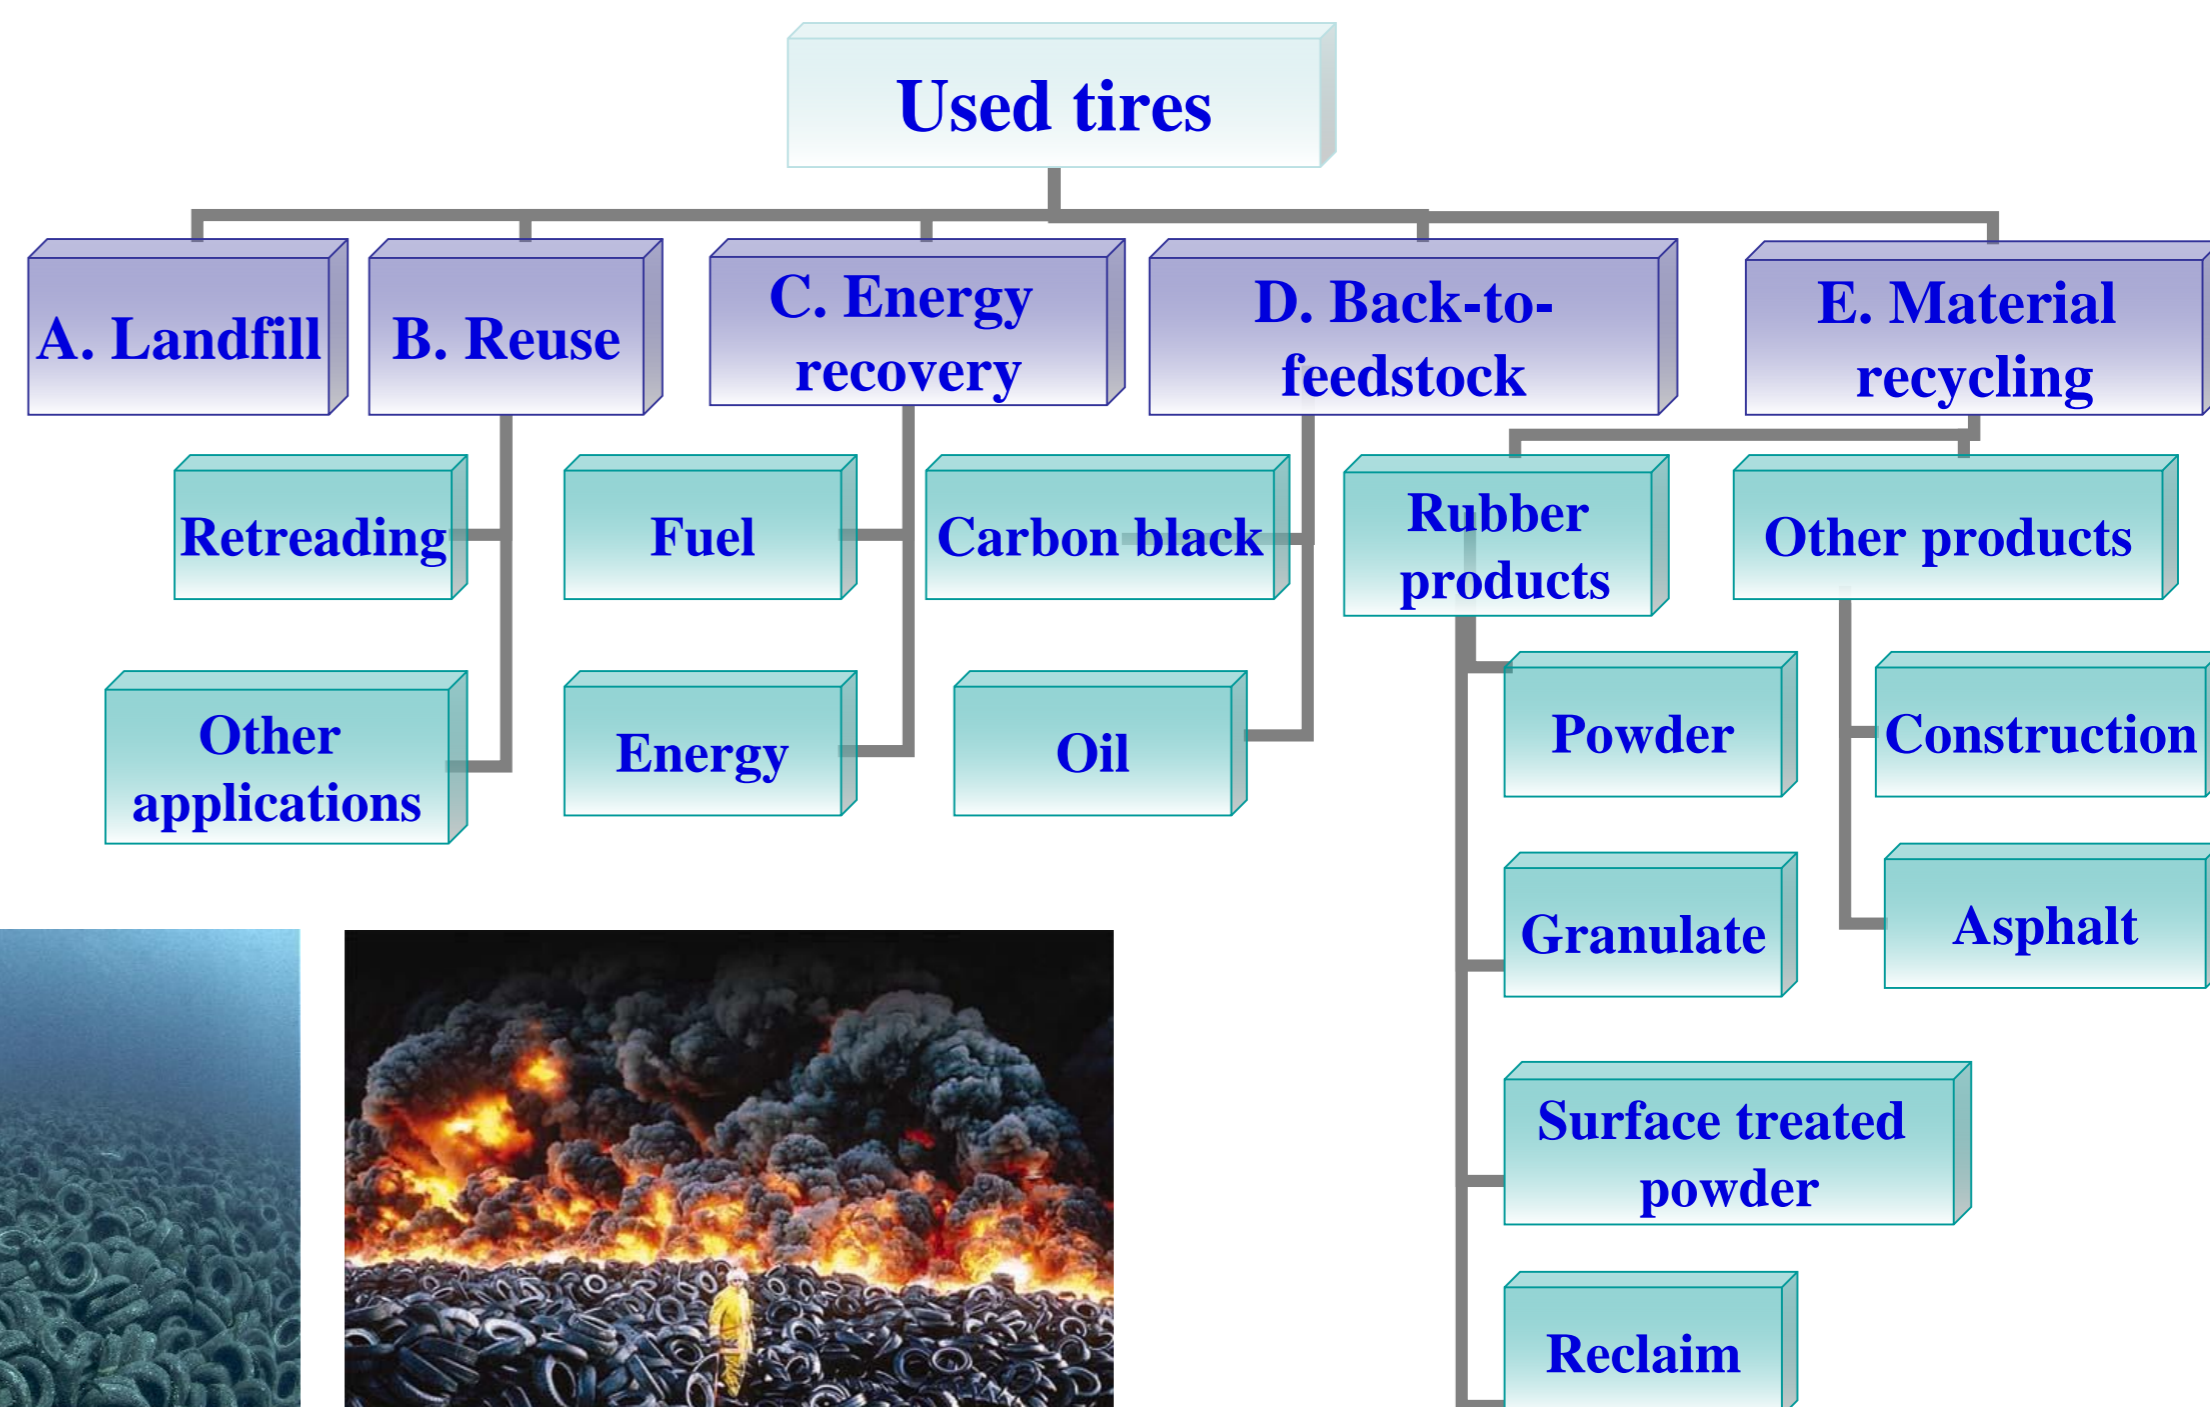 Used tires
A. Landfill
B. Reuse
C. Energy
recovery
D. Back-to-
feedstock
E. Material
recycling
Retreading
Fuel
Carbon black
Rubber
products
Other products
Other
applications
Energy
Oil
Powder
Construction
Granulate
Asphalt
Surface treated
powder
Reclaim